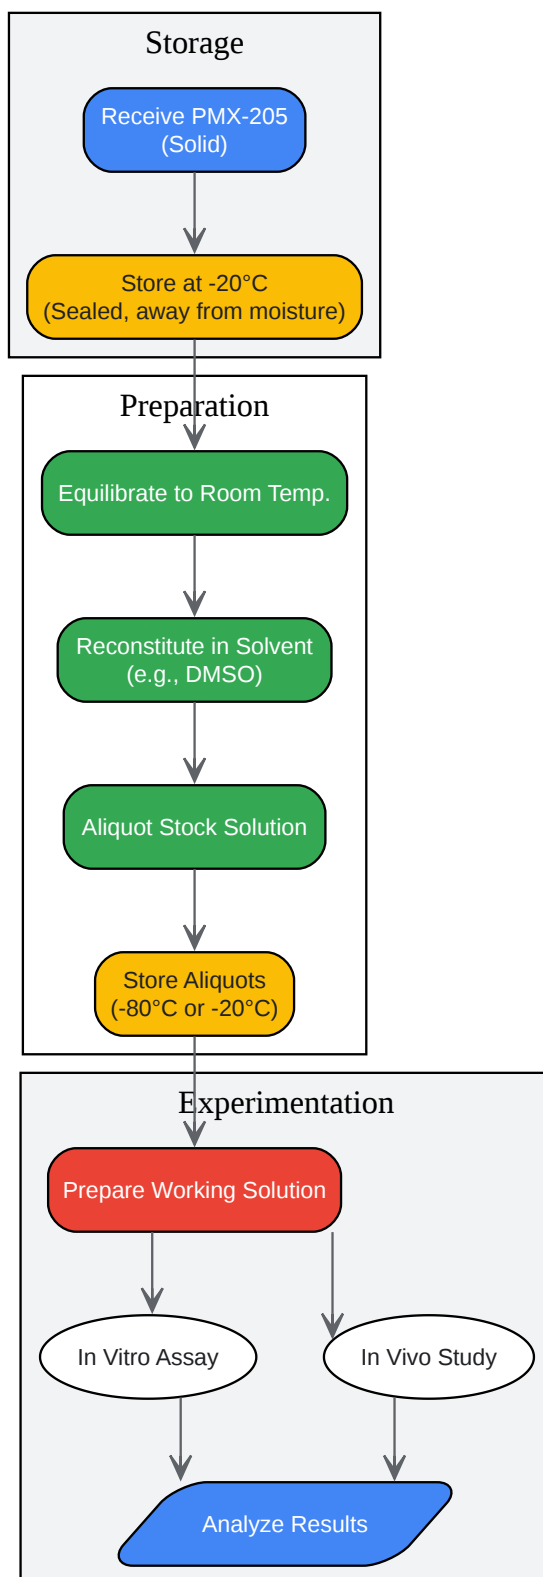 Storage
Receive PMX-205
(Solid)
Store at -20°C
(Sealed, away from moisture)
Preparation
Equilibrate to Room Temp.
Reconstitute in Solvent
(e.g., DMSO)
Aliquot Stock Solution
Store Aliquots
(-80°C or -20°C)
Experimentation
Prepare Working Solution
In Vitro Assay
In Vivo Study
Analyze Results